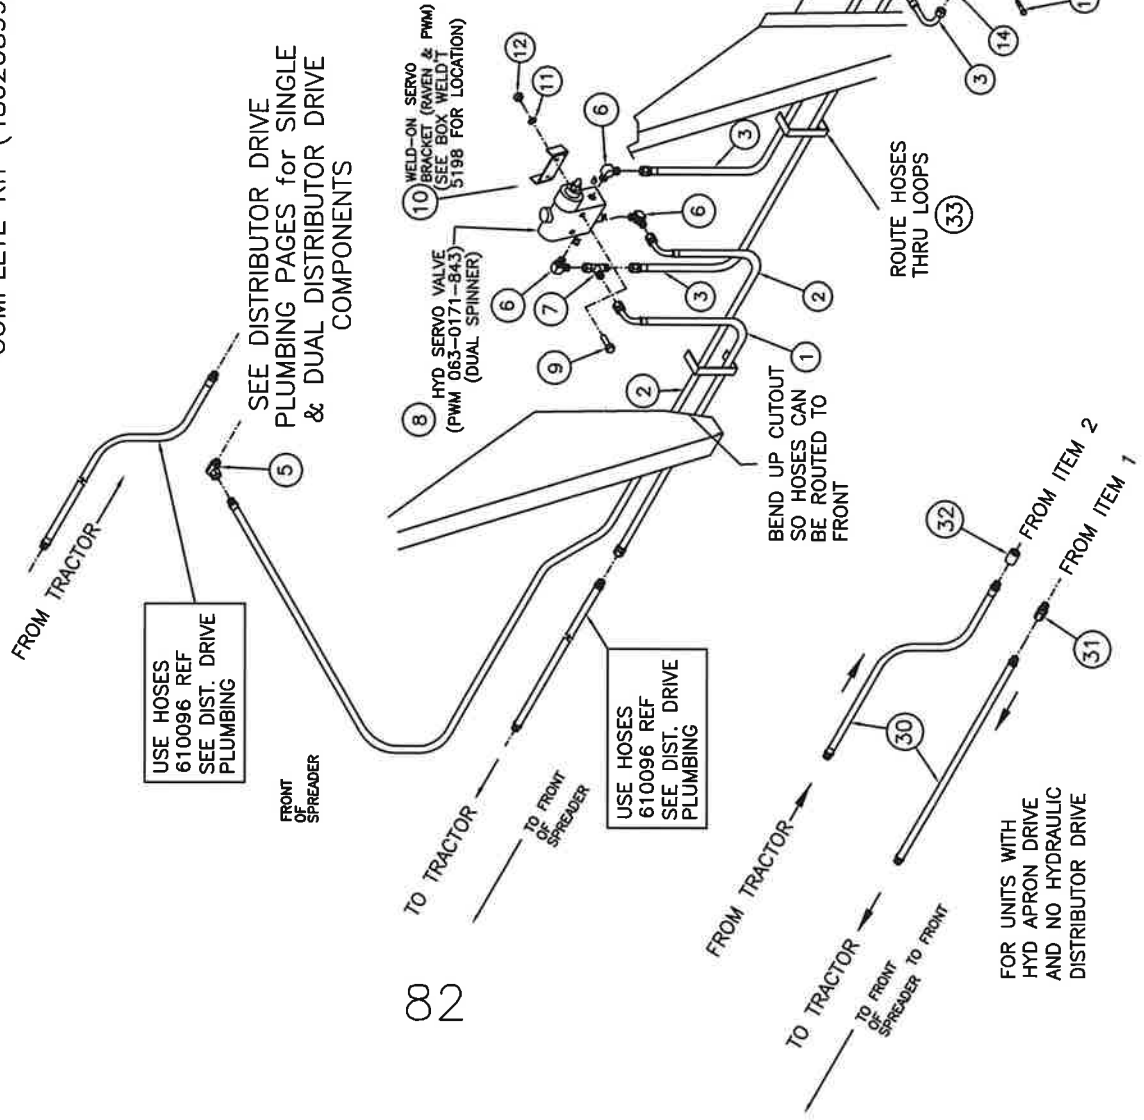 SEE DISTRIBUTOR DRIVE
PLUMBING PAGES for SINGLE
& DUAL DISTRIBUTOR DRIVE
COMPONENTS
FROM TRACTOR
USE HOSES
610096 REF
SEE DIST. DRIVE
PLUMBING
5
FRONT
OF
SPREADER
12
11
WELD-ON SERVO
BRACKET (RAVEN & PWM)
(SEE BOX WELD'T
5198 FOR LOCATION)
10
HYD SERVO VALVE
(PWM 063-0171-843)
(DUAL SPINNER)
8
6
7
9
6
6
3
3
2
1
2
3
14
ROUTE HOSES
THRU LOOPS
33
BEND UP CUTOUT
SO HOSES CAN
BE ROUTED TO
FRONT
TO TRACTOR
TO FRONT
OF
SPREADER
USE HOSES
610096 REF
SEE DIST. DRIVE
PLUMBING
82
FROM TRACTOR
30
32
FROM ITEM 2
FROM ITEM 1
31
TO TRACTOR
TO FRONT
OF
SPREADER TO FRONT
FOR UNITS WITH
HYD APRON DRIVE
AND NO HYDRAULIC
DISTRIBUTOR DRIVE